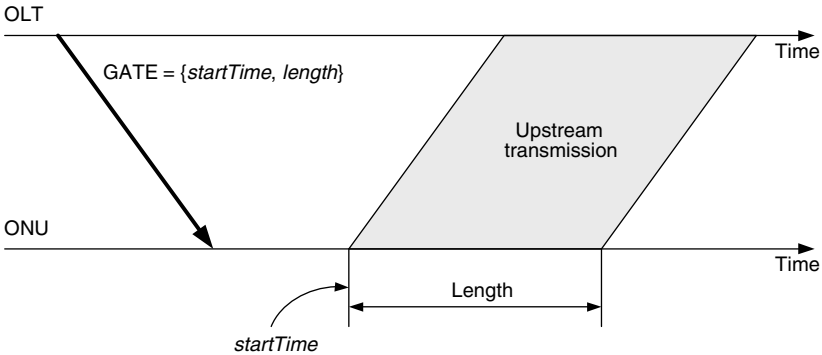 OLT
Time
GATE = {startTime, length}
Upstream
transmission
ONU
Time
Length
startTime